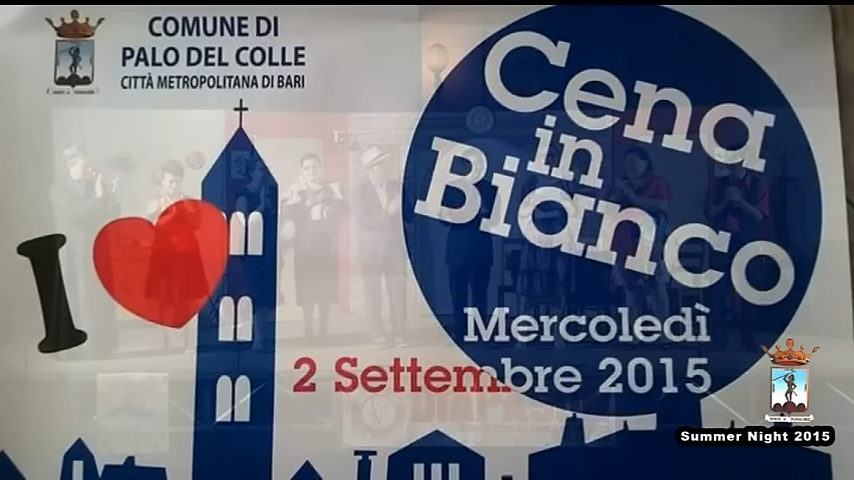 COMUNE DI
PALO DEL COLLE
CITTÀ METROPOLITANA DI BARI
Cena
in
Bianco
I
Mercoledì
2 Settembre 2015
Summer Night 2015